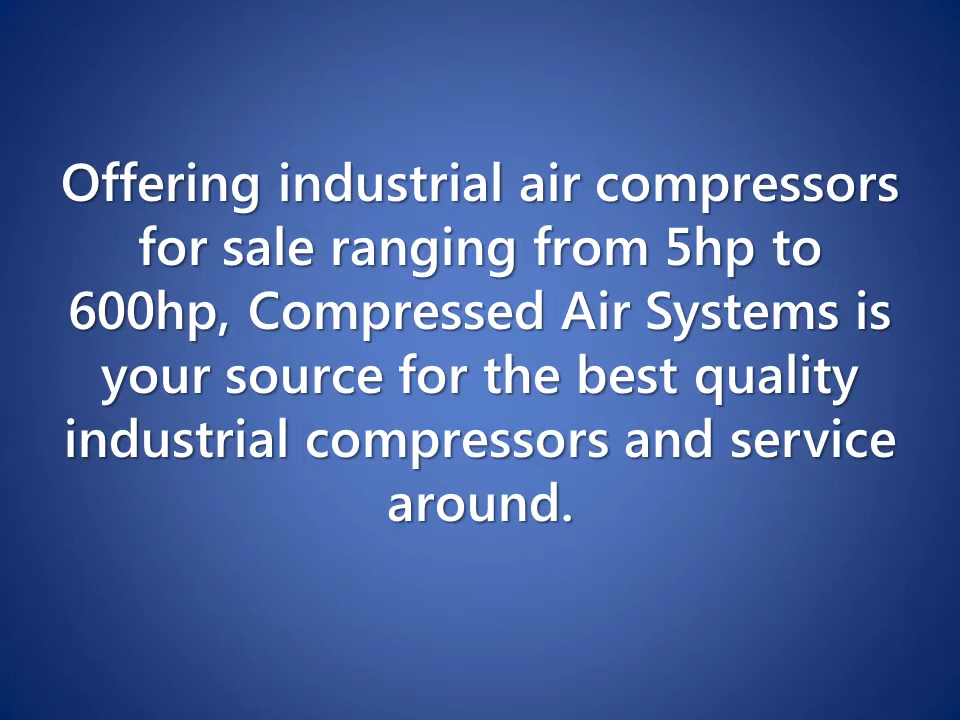 Offering industrial air compressors
for sale ranging from 5hp to
600hp, Compressed Air Systems is
your source for the best quality
industrial compressors and service
around.